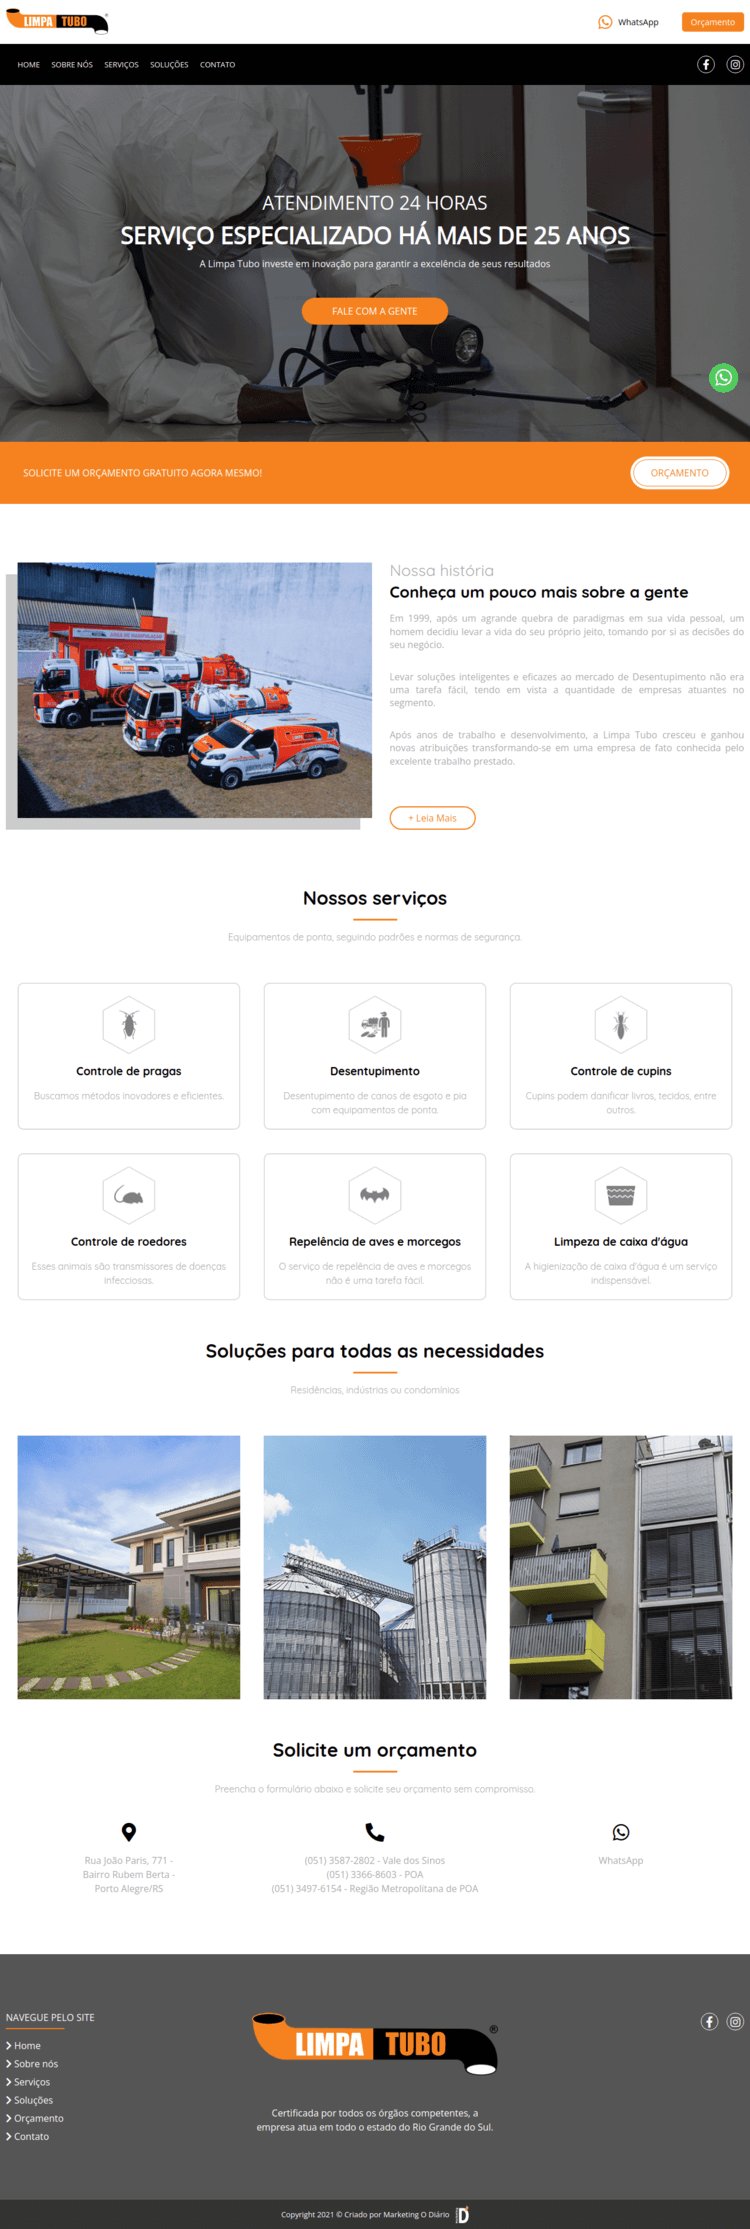 LIMPA TUBO
WhatsApp
Orçamento
HOME SOBRE NÓS SERVIÇOS SOLUÇÕES CONTATO
ATENDIMENTO 24 HORAS
SERVIÇO ESPECIALIZADO HÁ MAIS DE 25 ANOS
A Limpa Tubo investe em inovação para garantir a excelência de seus resultados
FALE COM A GENTE
SOLICITE UM ORÇAMENTO GRATUITO AGORA MESMO!
ORÇAMENTO
Nossa história
Conheça um pouco mais sobre a gente
Em 1999, após um agrande quebra de paradigmas em sua vida pessoal, um
homem decidiu levar a vida do seu próprio jeito, tomando por si as decisões do
seu negócio.
Levar soluções inteligentes e eficazes ao mercado de Desentupimento não era
uma tarefa fácil, tendo em vista a quantidade de empresas atuantes no
segmento.
Após anos de trabalho e desenvolvimento, a Limpa Tubo cresceu e ganhou
novas atribuições transformando-se em uma empresa de fato conhecida pelo
excelente trabalho prestado.
+ Leia Mais
Nossos serviços
Equipamentos de ponta, seguindo padrões e normas de segurança.
Controle de pragas
Buscamos métodos inovadores e eficientes.
Desentupimento
Desentupimento de canos de esgoto e pia
com equipamentos de ponta.
Controle de cupins
Cupins podem danificar livros, tecidos, entre
outros.
Controle de roedores
Esses animais são transmissores de doenças
infecciosas.
Repelência de aves e morcegos
O serviço de repelência de aves e morcegos
não é uma tarefa fácil.
Limpeza de caixa d'água
A higienização de caixa d'água é um serviço
indispensável.
Soluções para todas as necessidades
Residências, indústrias ou condomínios
Solicite um orçamento
Preencha o formulário abaixo e solicite seu orçamento sem compromisso.
Rua João Paris, 771 -
Bairro Rubem Berta -
Porto Alegre/RS
(051) 3587-2802 - Vale dos Sinos
(051) 3366-8603 - POA
(051) 3497-6154 - Região Metropolitana de POA
WhatsApp
NAVEGUE PELO SITE
Home
Sobre nós
Serviços
Soluções
Orçamento
Contato
LIMPA TUBO ®
Certificada por todos os órgãos competentes, a
empresa atua em todo o estado do Rio Grande do Sul.
Copyright 2021 © Criado por Marketing O Diário